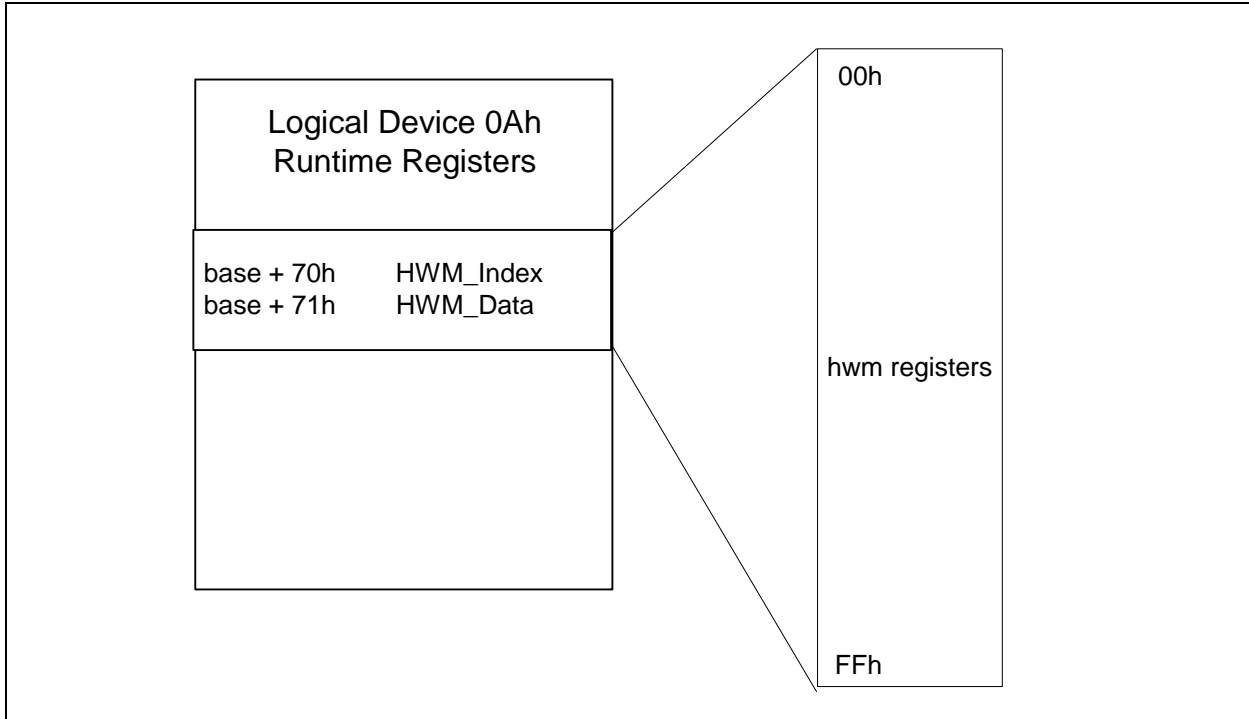 Logical Device 0Ah
Runtime Registers
base + 70h HWM_Index
base + 71h HWM_Data
00h
hwm registers
FFh